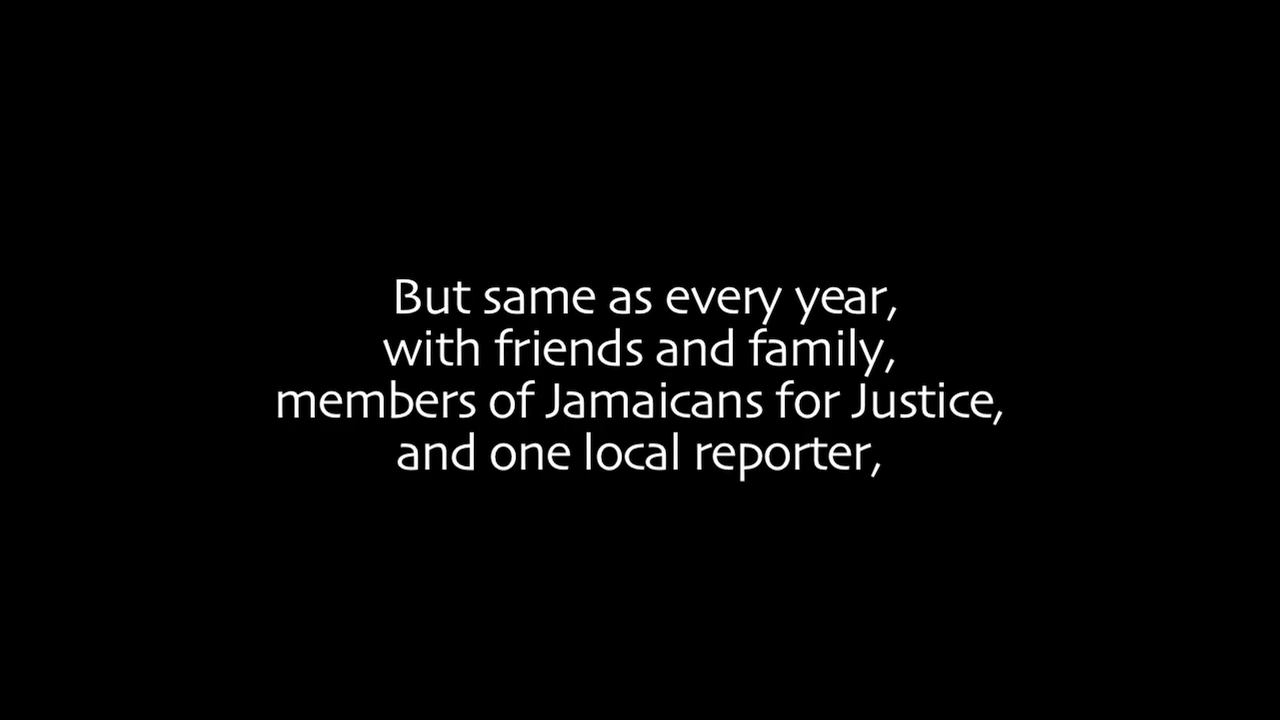 But same as every year,
with friends and family,
members of Jamaicans for Justice,
and one local reporter,